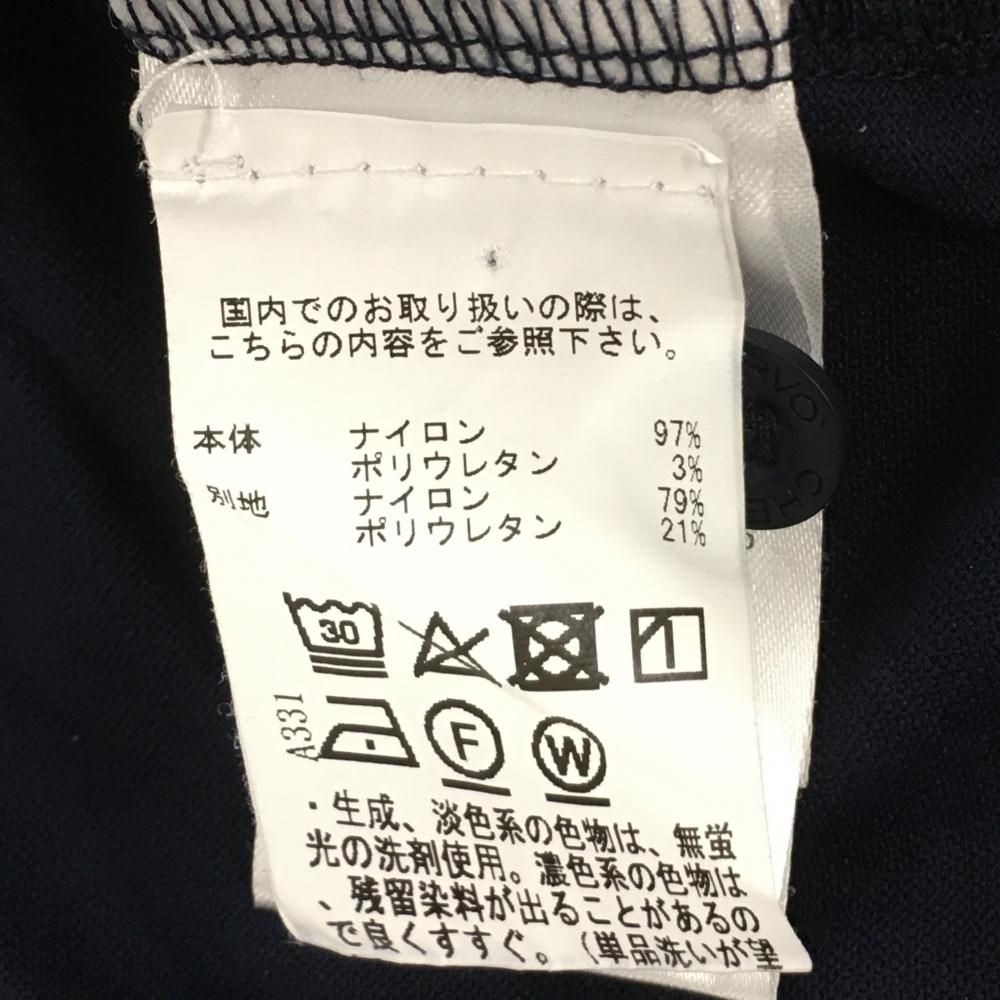 国内でのお取り扱いの際は、
こちらの内容をご参照下さい。
本体 ナイロン 97%
ポリウレタン 3%
別地 ナイロン 79%
ポリウレタン 21%
30
A331
F W
・生成、淡色系の色物は、無蛍
光の洗剤使用。濃色系の色物は
、残留染料が出ることがあるの
で良くすすぐ。（単品洗いが望